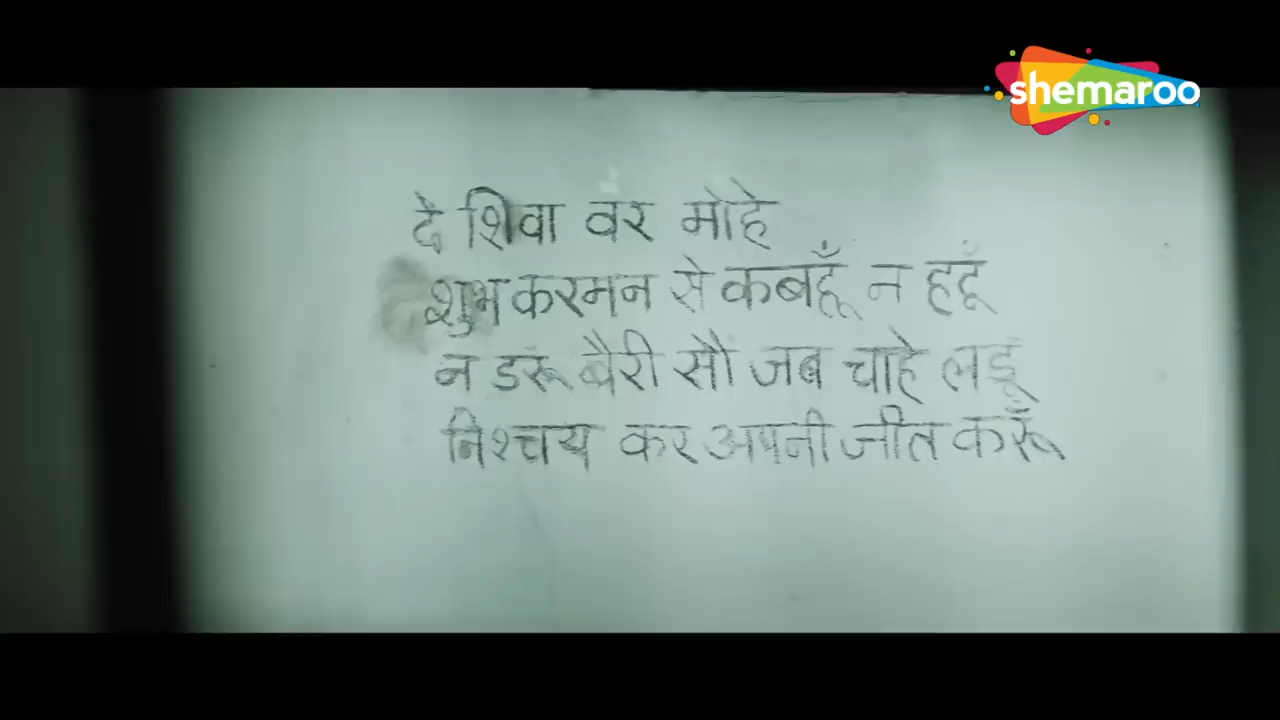 shemaroo
दे शिवा वर मोहे
शुभ करमन से कबहूँ न हटूँ
न डरू बैरी सौं जब चाहे लडूं
निश्चय कर अपनी जीत करूँ